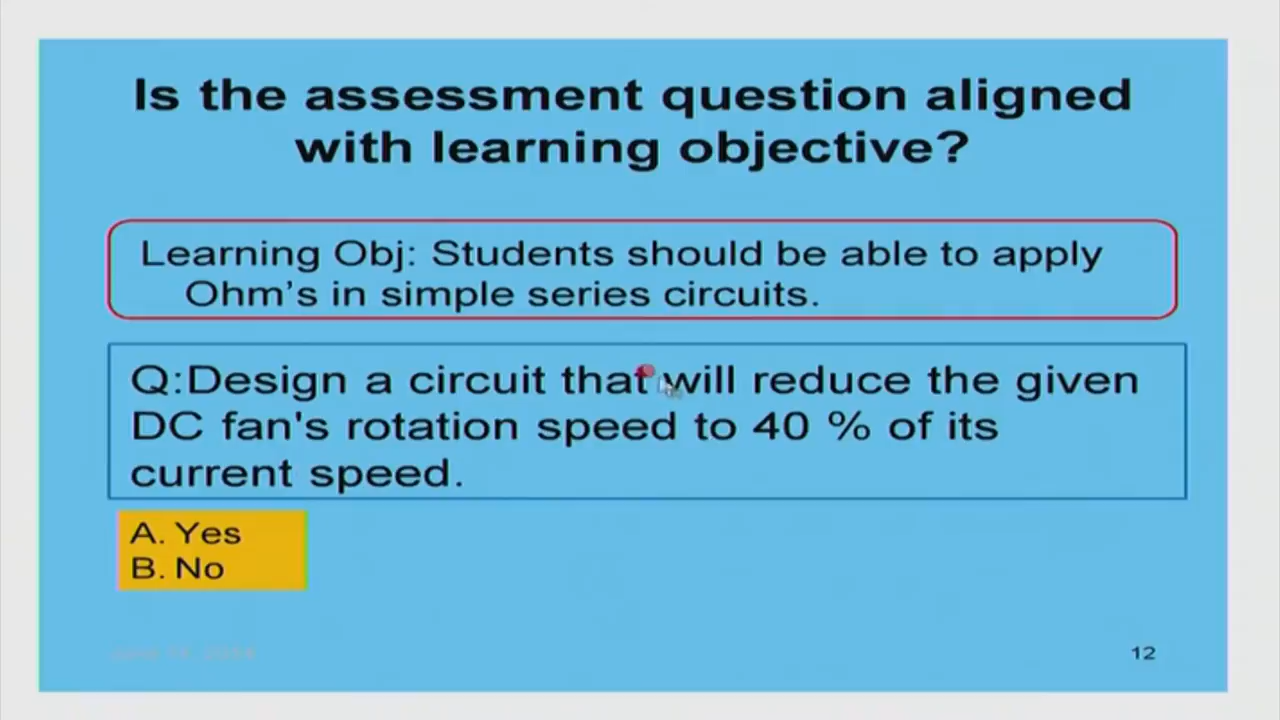 Is the assessment question aligned
with learning objective?
Learning Obj: Students should be able to apply
Ohm's in simple series circuits.
Q:Design a circuit that will reduce the given
DC fan's rotation speed to 40 % of its
current speed.
A. Yes
B. No
12